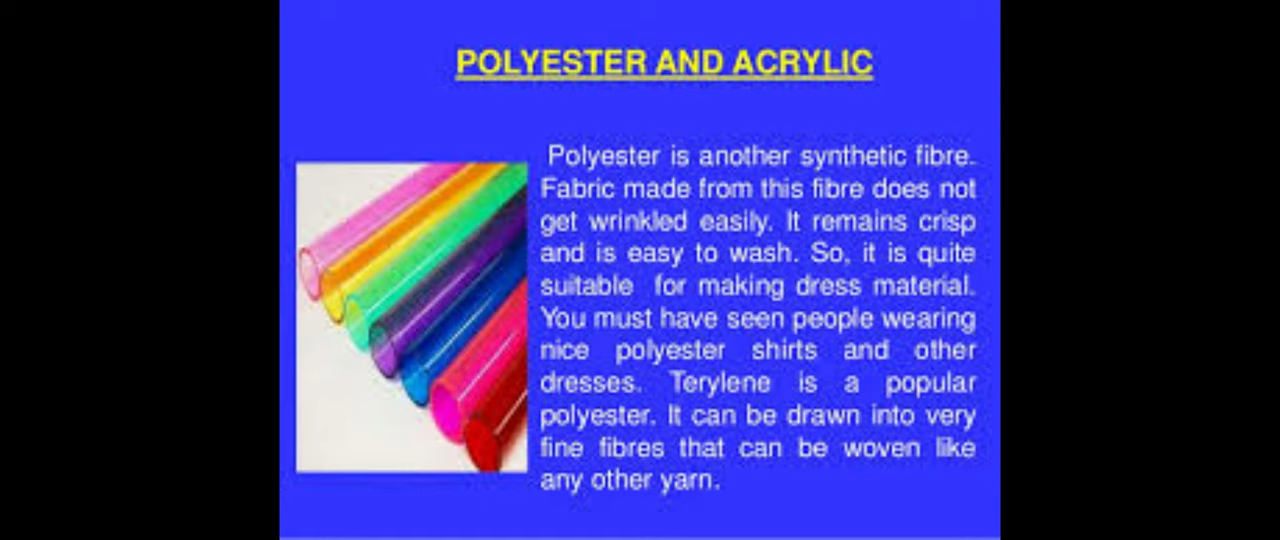 POLYESTER AND ACRYLIC
Polyester is another synthetic fibre.
Fabric made from this fibre does not
get wrinkled easily. It remains crisp
and is easy to wash. So, it is quite
suitable for making dress material.
You must have seen people wearing
nice polyester shirts and other
dresses. Terylene is a popular
polyester. It can be drawn into very
fine fibres that can be woven like
any other yarn.